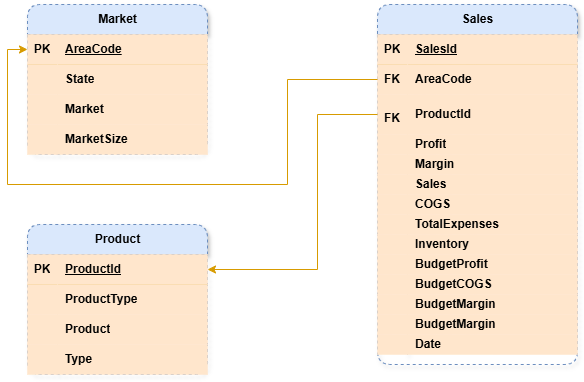 Market
PK AreaCode
State
Market
MarketSize
Product
PK ProductId
ProductType
Product
Type
Sales
PK SalesId
FK AreaCode
FK ProductId
Profit
Margin
Sales
COGS
TotalExpenses
Inventory
BudgetProfit
BudgetCOGS
BudgetMargin
BudgetMargin
Date